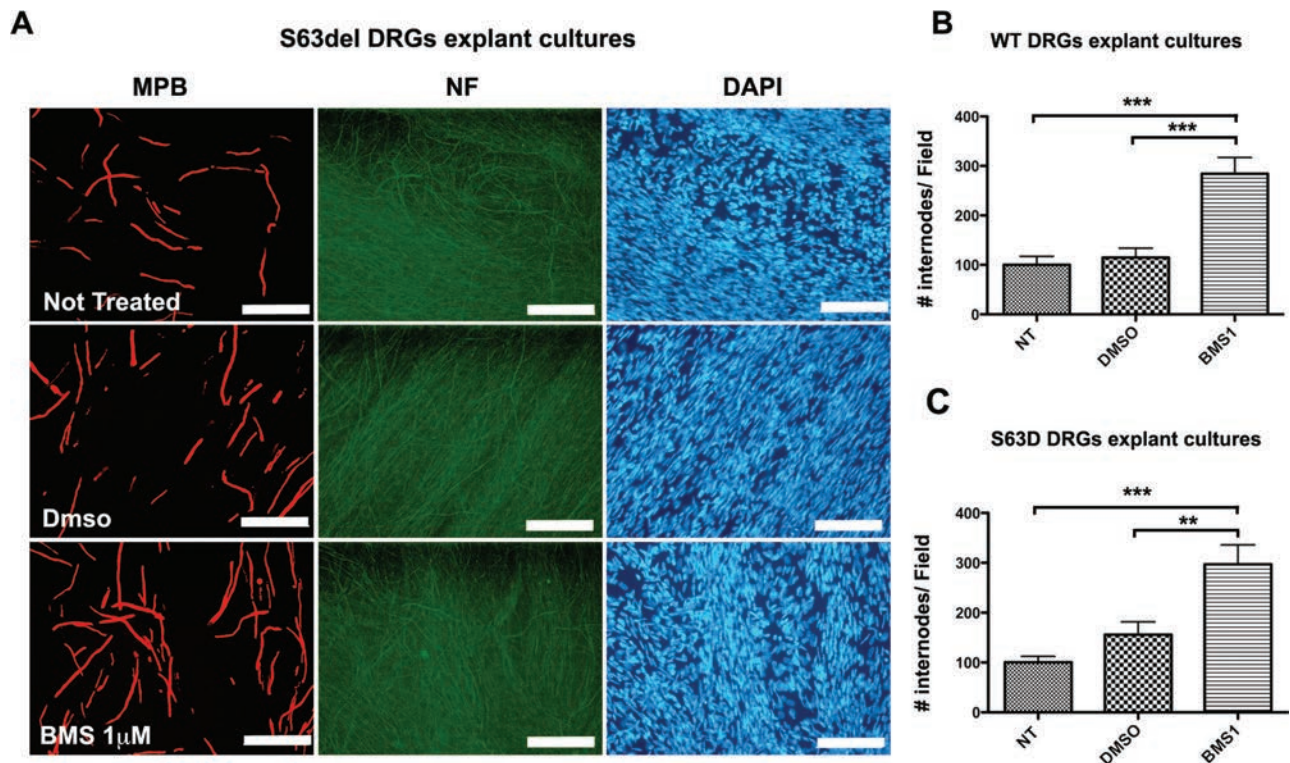 A
S63del DRGs explant cultures
MPB NF DAPI
Not Treated
Dmso
BMS 1µM
B
WT DRGs explant cultures
***
***
# internodes/ Field
400
300
200
100
0
NT DMSO BMS1
C
S63D DRGs explant cultures
***
**
# internodes/ Field
400
300
200
100
0
NT DMSO BMS1